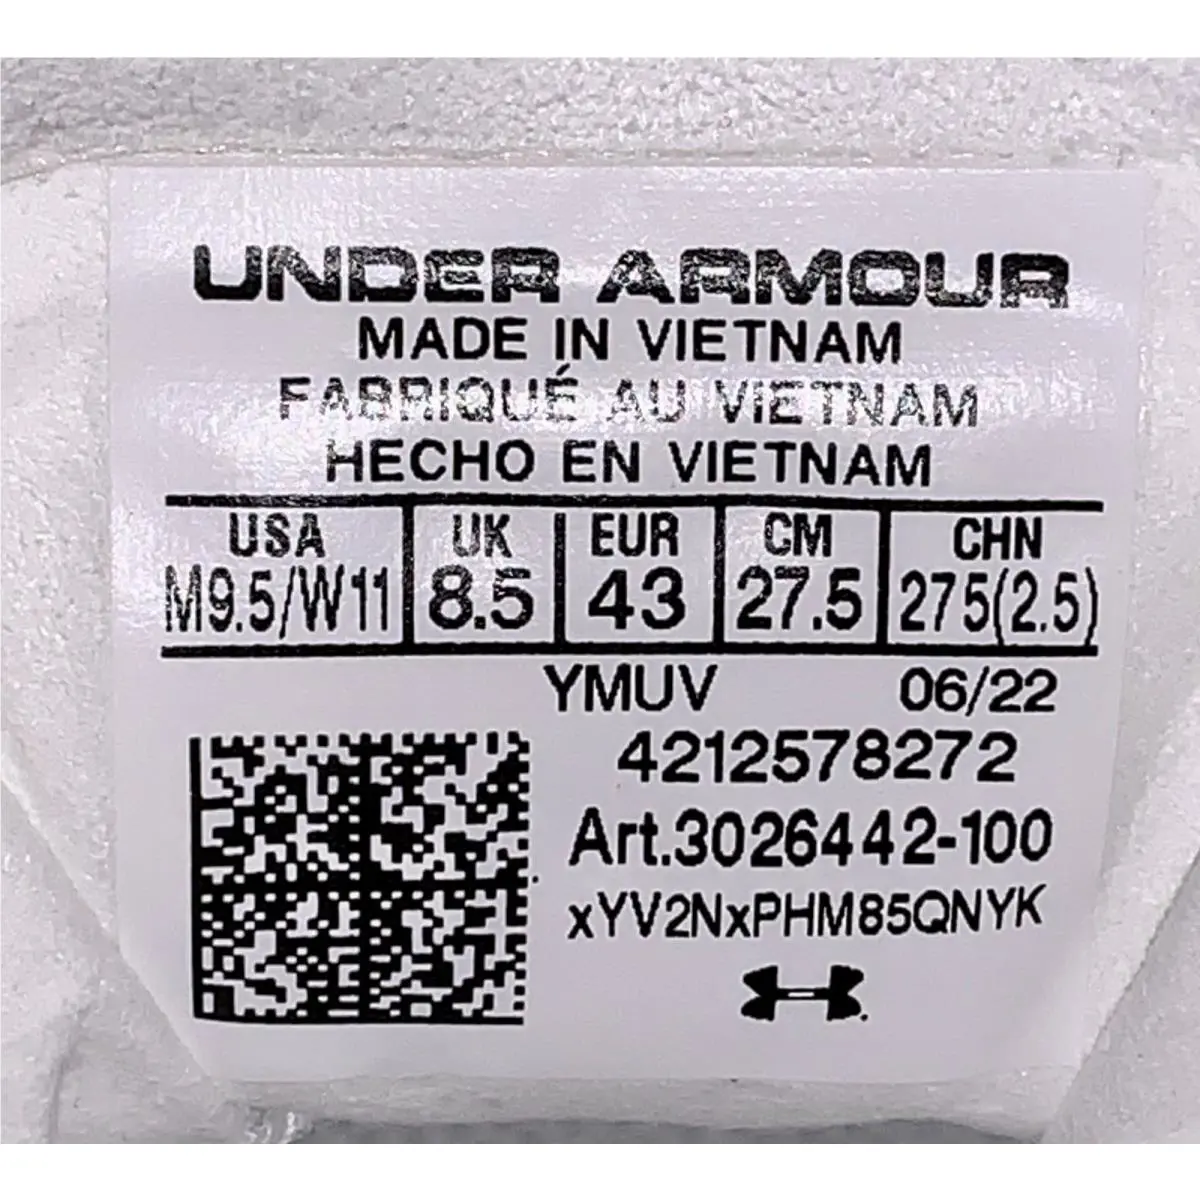 UNDER ARMOUR
MADE IN VIETNAM
FABRIQUÉ AU VIETNAM
HECHO EN VIETNAM
USA UK EUR CM CHN
M9.5/W11 8.5 43 27.5 275(2.5)
YMUV 06/22
4212578272
Art.3026442-100
xYV2NxPHM85QNYK